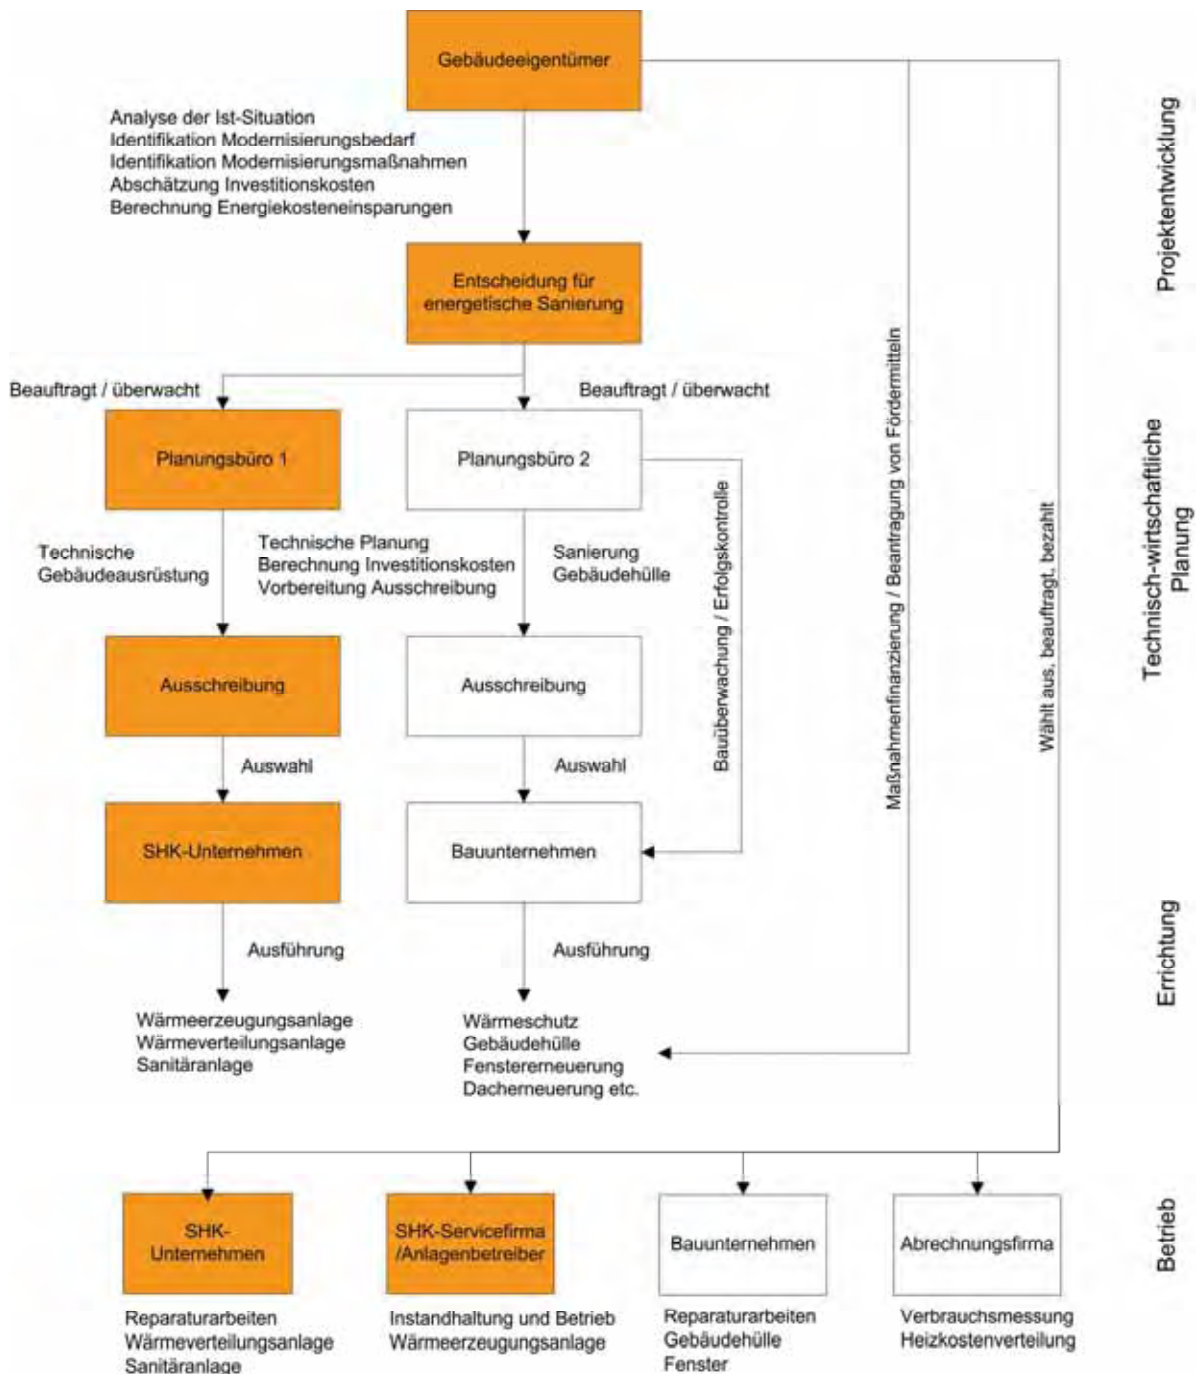 Gebäudeeigentümer
Analyse der Ist-Situation
Identifikation Modernisierungsbedarf
Identifikation Modernisierungsmaßnahmen
Abschätzung Investitionskosten
Berechnung Energiekosteneinsparungen
Projektentwicklung
Entscheidung für
energetische Sanierung
Beauftragt / überwacht
Beauftragt / überwacht
Planungsbüro 1
Planungsbüro 2
Technische
Gebäudeausrüstung
Technische Planung
Berechnung Investitionskosten
Vorbereitung Ausschreibung
Sanierung
Gebäudehülle
Bauüberwachung / Erfolgskontrolle
Maßnahmenfinanzierung / Beantragung von Fördermitteln
Wählt aus, beauftragt, bezahlt
Technisch-wirtschaftliche
Planung
Ausschreibung
Ausschreibung
Auswahl
Auswahl
SHK-Unternehmen
Bauunternehmen
Ausführung
Ausführung
Errichtung
Wärmeerzeugungsanlage
Wärmeverteilungsanlage
Sanitäranlage
Wärmeschutz
Gebäudehülle
Fenstererneuerung
Dacherneuerung etc.
SHK-
Unternehmen
SHK-Servicefirma
/Anlagenbetreiber
Bauunternehmen
Abrechnungsfirma
Betrieb
Reparaturarbeiten
Wärmeverteilungsanlage
Sanitäranlage
Instandhaltung und Betrieb
Wärmeerzeugungsanlage
Reparaturarbeiten
Gebäudehülle
Fenster
Verbrauchsmessung
Heizkostenverteilung